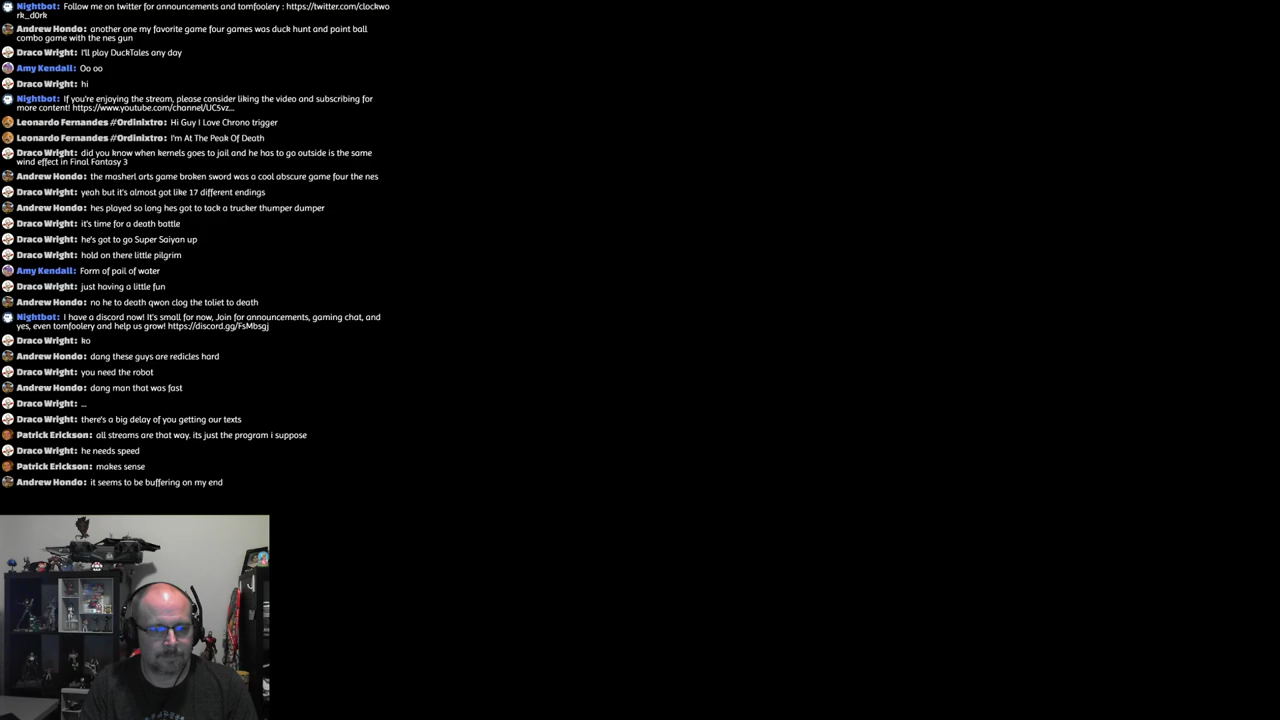 Nightbot: Follow me on twitter for announcements and tomfoolery : https://twitter.com/clockwo
rk_d0rk
Andrew Hondo: another one my favorite game four games was duck hunt and paint ball
combo game with the nes gun
Draco Wright: I'll play DuckTales any day
Amy Kendall: Oo oo
Draco Wright: hi
Nightbot: If you're enjoying the stream, please consider liking the video and subscribing for
more content! https://www.youtube.com/channel/UC5vz...
Leonardo Fernandes #Ordinixtro: Hi Guy I Love Chrono trigger
Leonardo Fernandes #Ordinixtro: I'm At The Peak Of Death
Draco Wright: did you know when kernels goes to jail and he has to go outside is the same
wind effect in Final Fantasy 3
Andrew Hondo: the masherl arts game broken sword was a cool abscure game four the nes
Draco Wright: yeah but it's almost got like 17 different endings
Andrew Hondo: hes played so long hes got to tack a trucker thumper dumper
Draco Wright: it's time for a death battle
Draco Wright: he's got to go Super Saiyan up
Draco Wright: hold on there little pilgrim
Amy Kendall: Form of pail of water
Draco Wright: just having a little fun
Andrew Hondo: no he to death qwon clog the toliet to death
Nightbot: I have a discord now! It's small for now, Join for announcements, gaming chat, and
yes, even tomfoolery and help us grow! https://discord.gg/FsMbsgj
Draco Wright: ko
Andrew Hondo: dang these guys are redicles hard
Draco Wright: you need the robot
Andrew Hondo: dang man that was fast
Draco Wright: ...
Draco Wright: there's a big delay of you getting our texts
Patrick Erickson: all streams are that way. its just the program i suppose
Draco Wright: he needs speed
Patrick Erickson: makes sense
Andrew Hondo: it seems to be buffering on my end